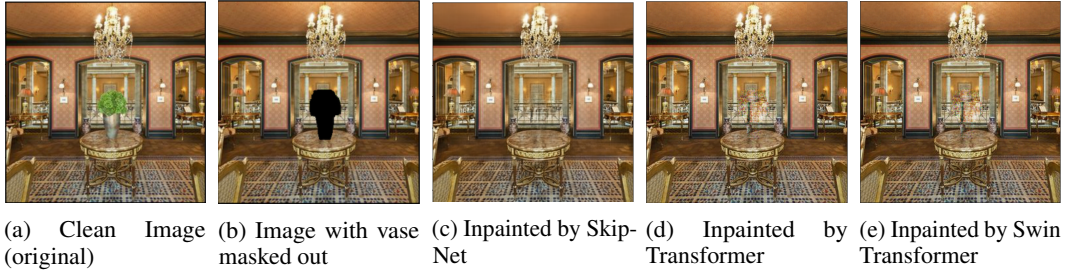 (a) Clean Image
(original)
(b) Image with vase
masked out
(c) Inpainted by Skip-
Net
(d) Inpainted by
Transformer
(e) Inpainted by Swin
Transformer